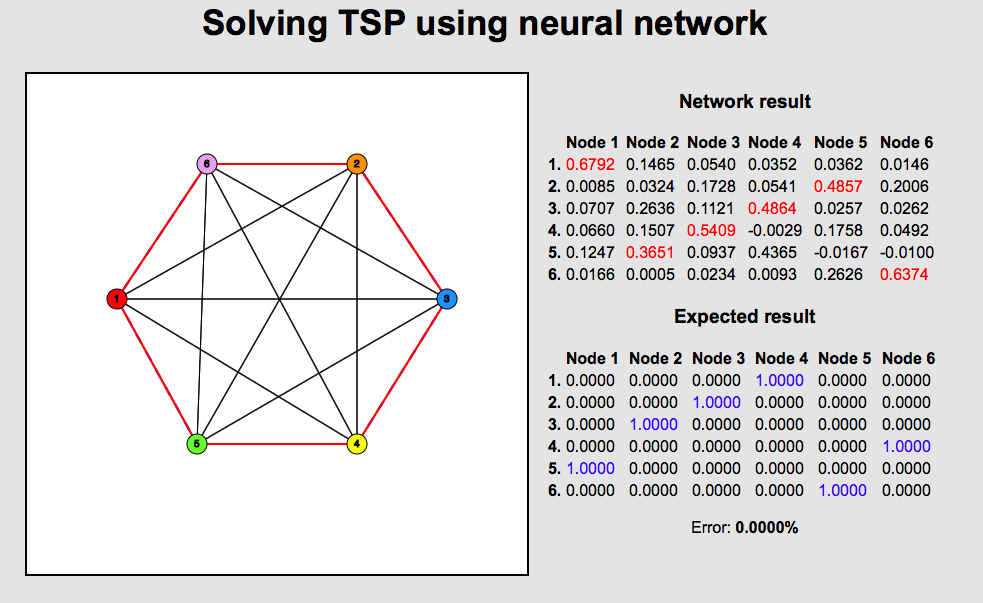 Solving TSP using neural network
6 2
1 3
5 4
Network result
Node 1 Node 2 Node 3 Node 4 Node 5 Node 6
1. 0.6792 0.1465 0.0540 0.0352 0.0362 0.0146
2. 0.0085 0.0324 0.1728 0.0541 0.4857 0.2006
3. 0.0707 0.2636 0.1121 0.4864 0.0257 0.0262
4. 0.0660 0.1507 0.5409 -0.0029 0.1758 0.0492
5. 0.1247 0.3651 0.0937 0.4365 -0.0167 -0.0100
6. 0.0166 0.0005 0.0234 0.0093 0.2626 0.6374
Expected result
Node 1 Node 2 Node 3 Node 4 Node 5 Node 6
1. 0.0000 0.0000 0.0000 1.0000 0.0000 0.0000
2. 0.0000 0.0000 1.0000 0.0000 0.0000 0.0000
3. 0.0000 1.0000 0.0000 0.0000 0.0000 0.0000
4. 0.0000 0.0000 0.0000 0.0000 0.0000 1.0000
5. 1.0000 0.0000 0.0000 0.0000 0.0000 0.0000
6. 0.0000 0.0000 0.0000 0.0000 1.0000 0.0000
Error: 0.0000%